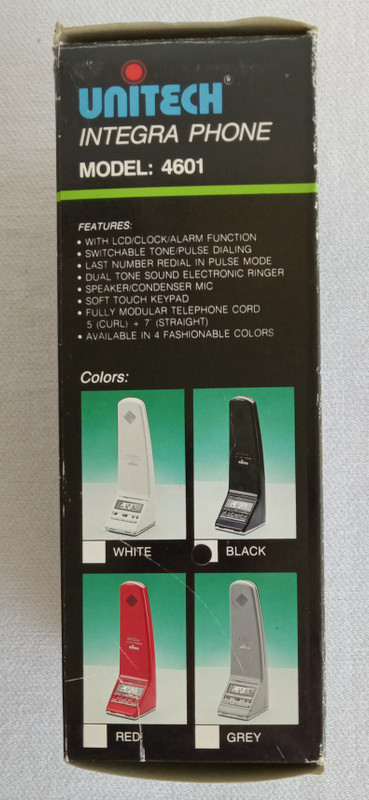 UNITECH®
INTEGRA PHONE
MODEL: 4601
FEATURES:
• WITH LCD/CLOCK/ALARM FUNCTION
• SWITCHABLE TONE/PULSE DIALING
• LAST NUMBER REDIAL IN PULSE MODE
• DUAL TONE SOUND ELECTRONIC RINGER
• SPEAKER/CONDENSER MIC
• SOFT TOUCH KEYPAD
• FULLY MODULAR TELEPHONE CORD
5 (CURL) + 7' (STRAIGHT)
• AVAILABLE IN 4 FASHIONABLE COLORS
Colors:
WHITE
BLACK
RED
GREY